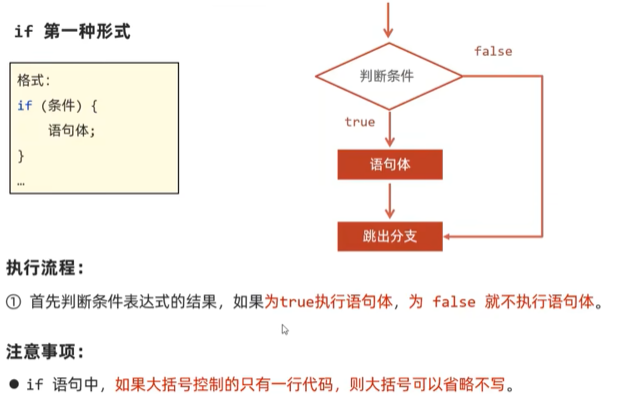 if 第一种形式
格式：
if (条件) {
语句体;
}
…
判断条件
false
true
语句体
跳出分支
执行流程：
① 首先判断条件表达式的结果，如果为true执行语句体，为 false 就不执行语句体。
注意事项：
● if 语句中，如果大括号控制的只有一行代码，则大括号可以省略不写。